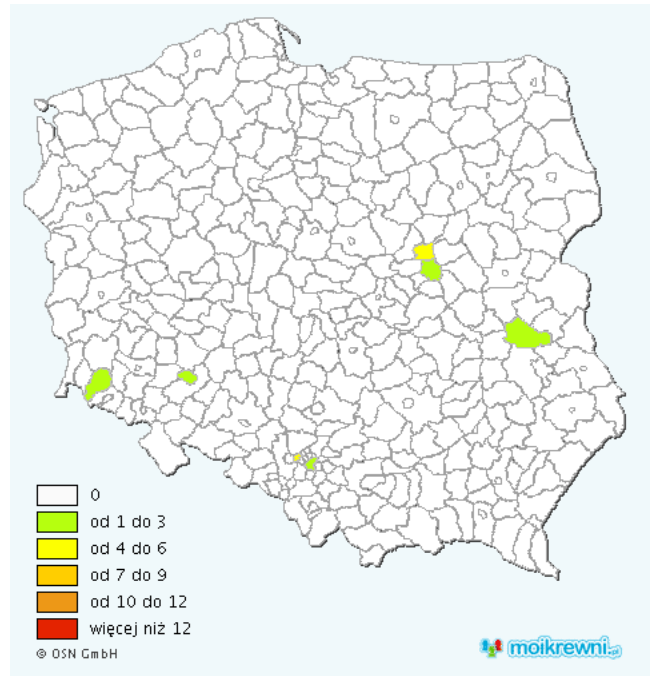 0
od 1 do 3
od 4 do 6
od 7 do 9
od 10 do 12
więcej niż 12
© OSN GmbH
moikrewni.pl